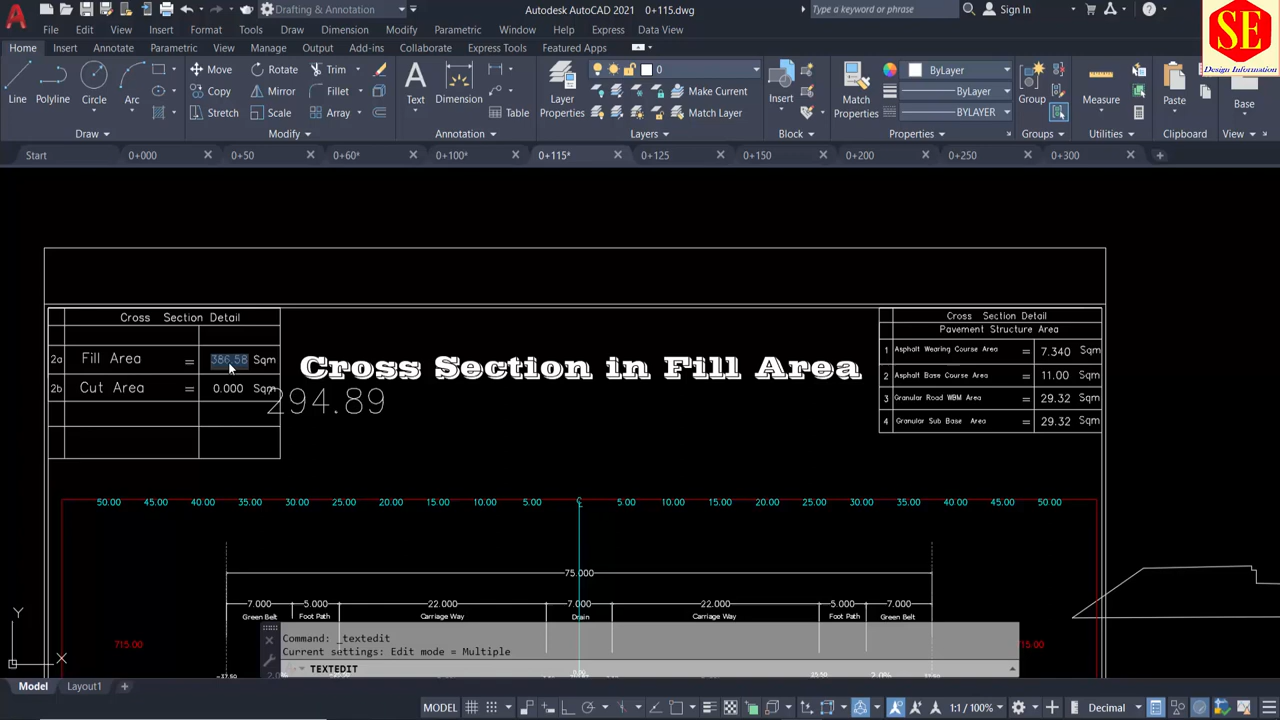 Drafting & Annotation
Autodesk AutoCAD 2021 0+115.dwg
Type a keyword or phrase
Sign In
SE
Design Information
File Edit View Insert Format Tools Draw Dimension Modify Parametric Window Help Express Data View
Home Insert Annotate Parametric View Manage Output Add-ins Collaborate Express Tools Featured Apps
Line Polyline Circle Arc
Move Rotate Trim
Copy Mirror Fillet
Stretch Scale Array
Text Dimension Table
Layer Properties
0
Make Current
Match Layer
Insert
Match Properties
ByLayer
ByLayer
BYLAYER
Group
Measure
Paste
Base
Draw Modify Annotation Layers Block Properties Groups Utilities Clipboard View
Start 0+000 0+50 0+60* 0+100* 0+115* 0+125 0+150 0+200 0+250 0+300
Cross Section Detail
2a Fill Area = 386.58 Sqm
2b Cut Area = 0.000 Sqm
294.89
Cross Section in Fill Area
Cross Section Detail
Pavement Structure Area
1 Asphalt Wearing Course Area = 7.340 Sqm
2 Asphalt Base Course Area = 11.00 Sqm
3 Granular Road WBM Area = 29.32 Sqm
4 Granular Sub Base Area = 29.32 Sqm
50.00 45.00 40.00 35.00 30.00 25.00 20.00 15.00 10.00 5.00 C 5.00 10.00 15.00 20.00 25.00 30.00 35.00 40.00 45.00 50.00
75.000
7.000 5.000 22.000 7.000 22.000 5.000 7.000
Green Belt Foot Path Carriage Way Drain Carriage Way Foot Path Green Belt
715.00
Y
X
Command: _textedit
Current settings: Edit mode = Multiple
TEXTEDIT
Model Layout1
MODEL 1:1 / 100% Decimal